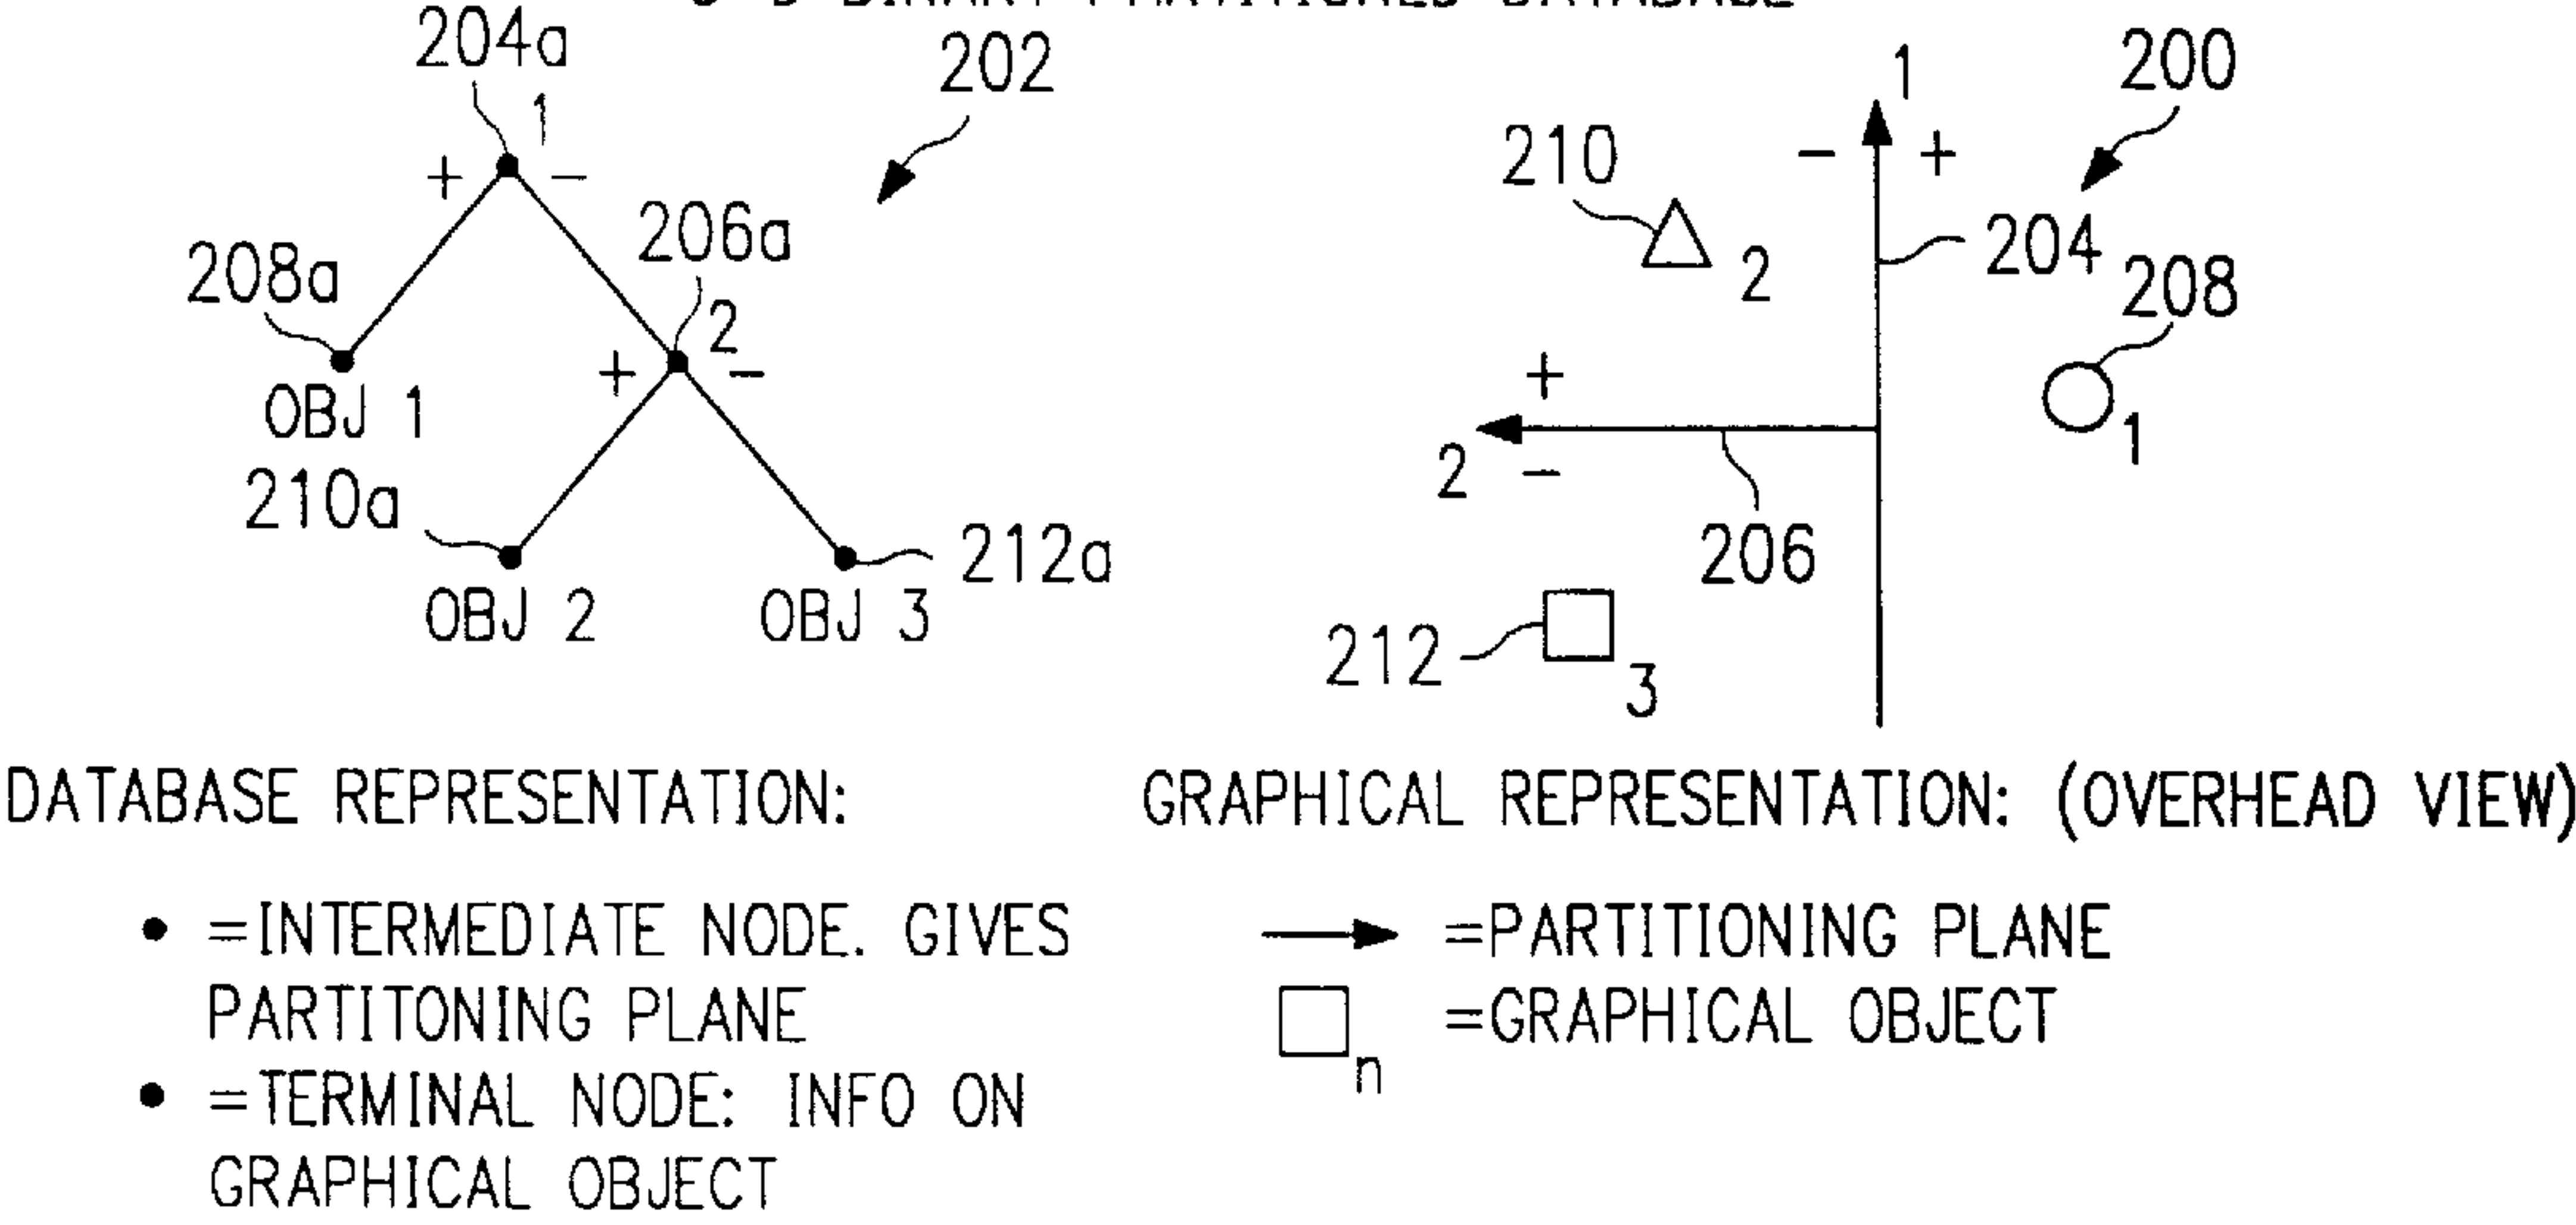 204a
202
1
200
1
+
−
210
−
+
206a
204
208a
2
208
2
+
−
+
OBJ 1
1
2
−
210a
206
212a
OBJ 2
OBJ 3
212
3
DATABASE REPRESENTATION:
GRAPHICAL REPRESENTATION: (OVERHEAD VIEW)
• =INTERMEDIATE NODE. GIVES
PARTITONING PLANE
• =TERMINAL NODE: INFO ON
GRAPHICAL OBJECT
=PARTITIONING PLANE
=GRAPHICAL OBJECT
n